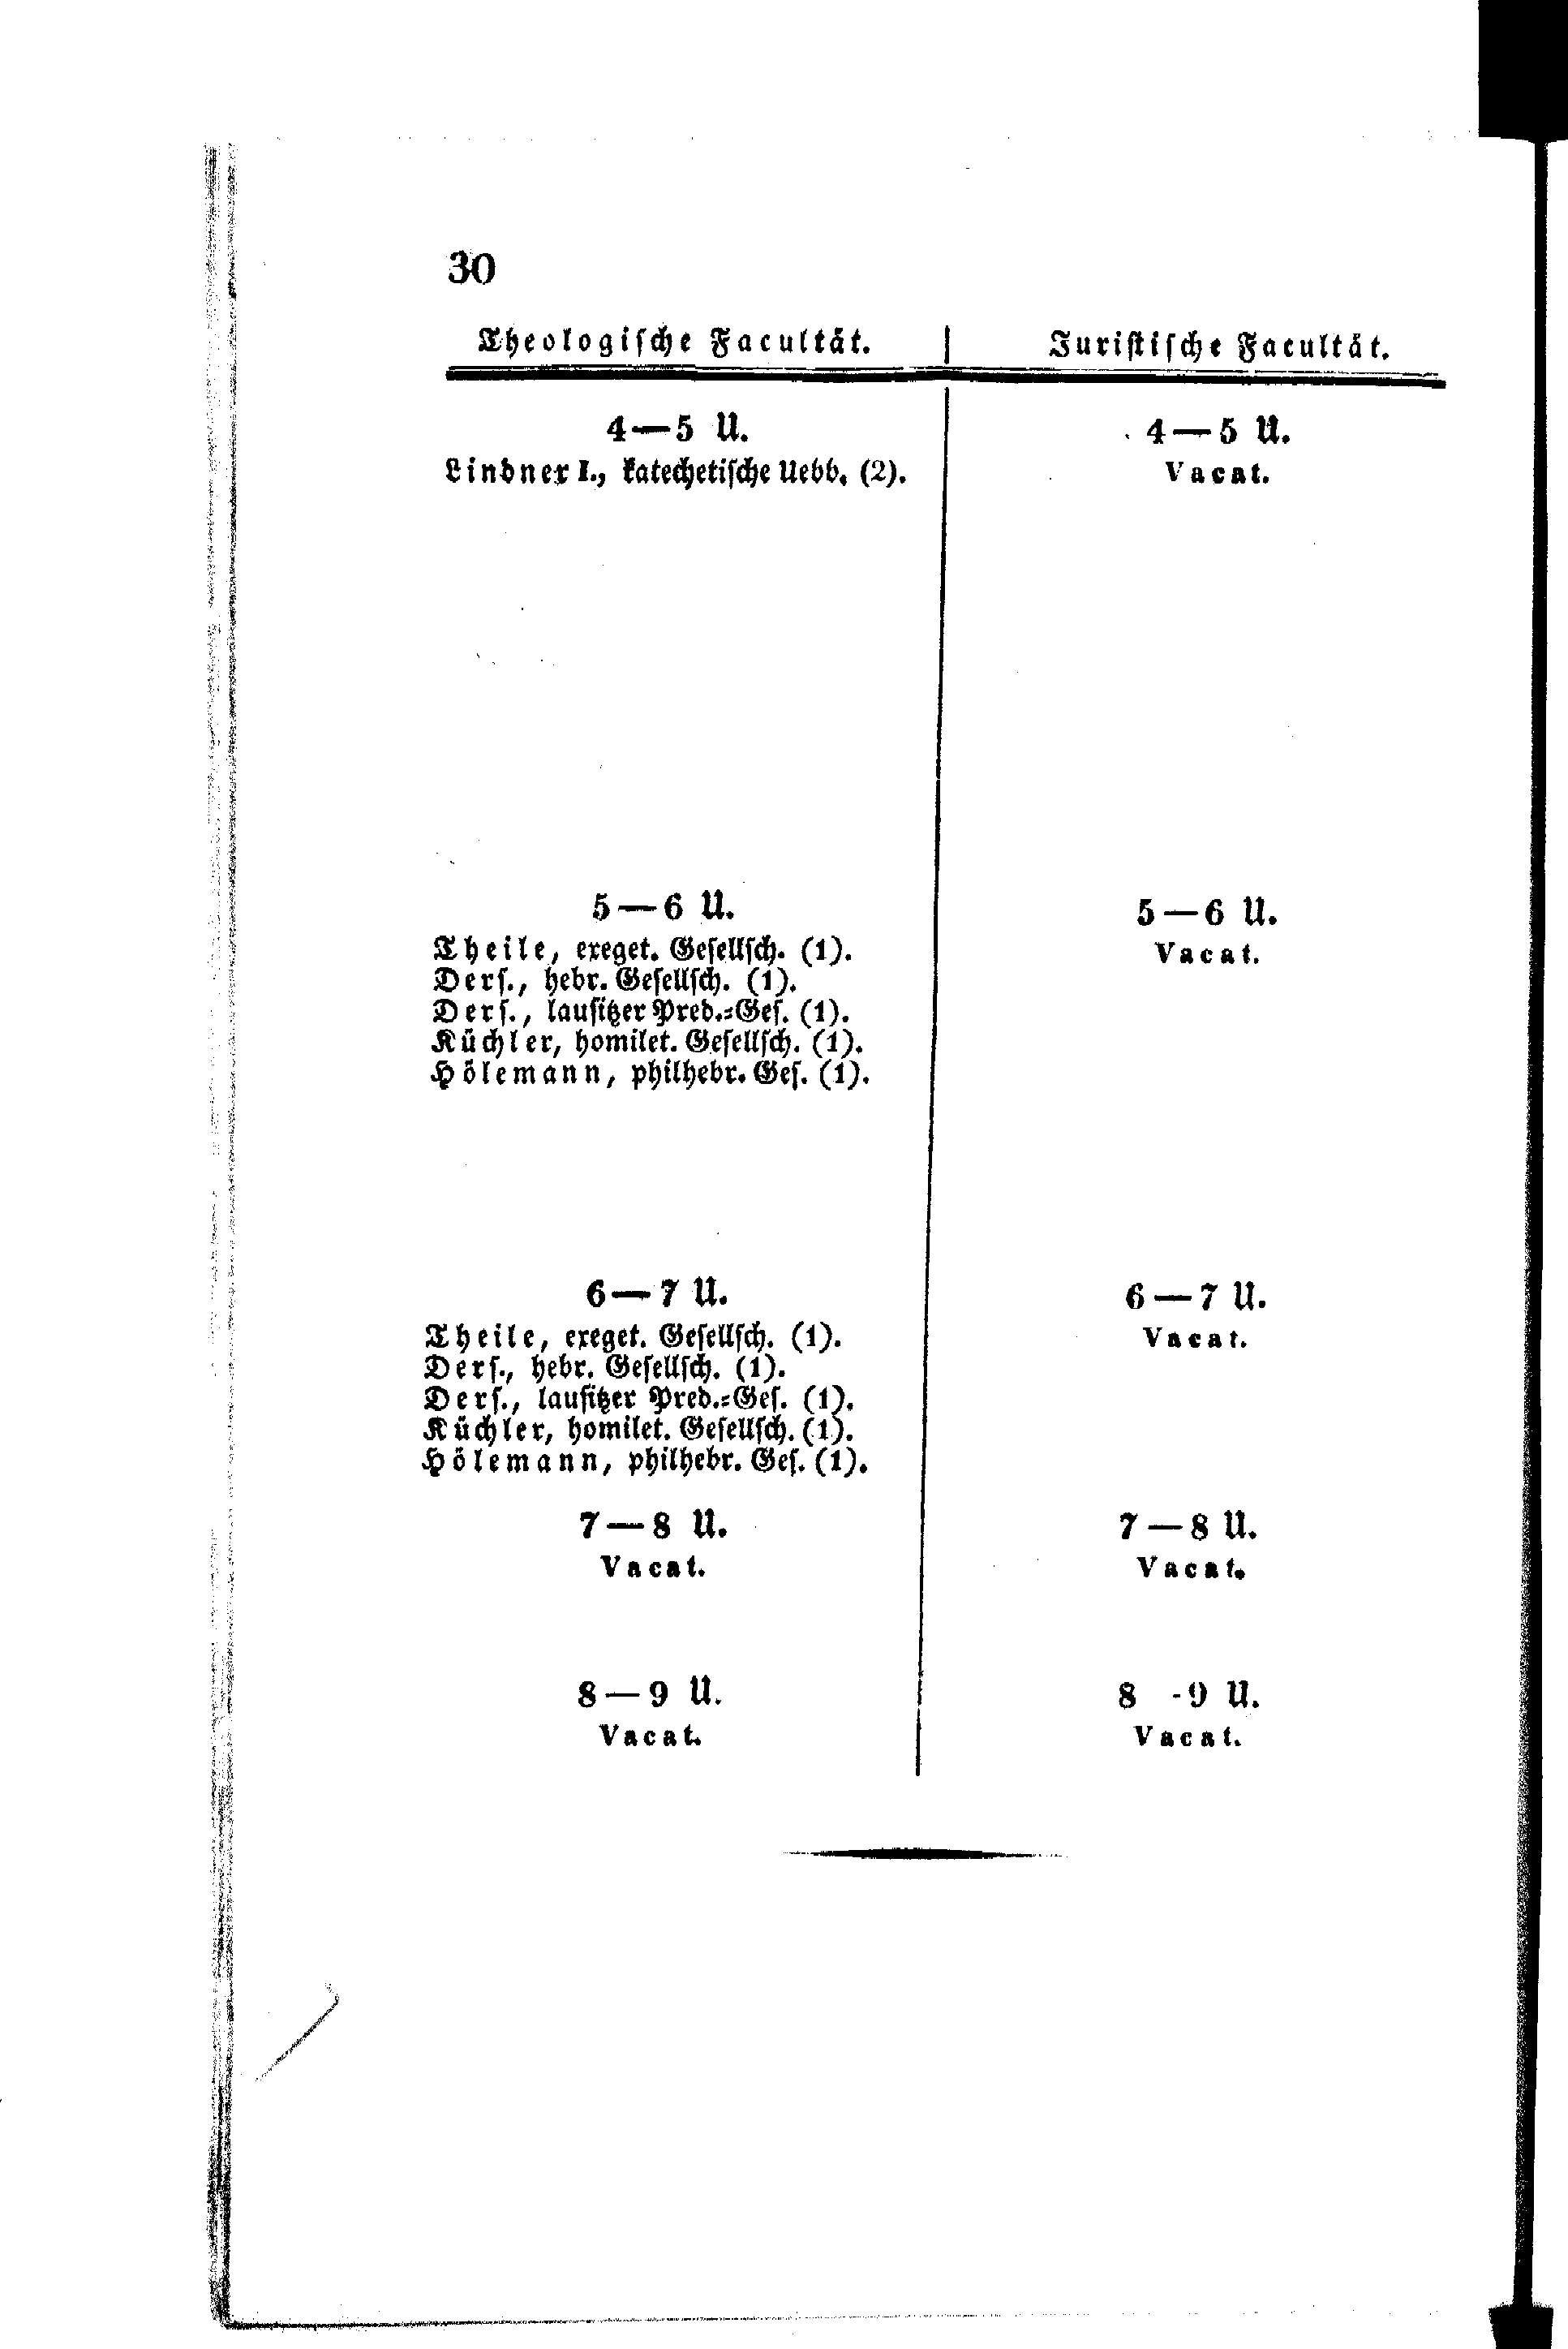 30
Theologische Facultät.
4—5 U.
Lindner I., katechetische Uebb. (2).
5—6 U.
Theile, exeget. Gesellsch. (1).
Ders., hebr. Gesellsch. (1).
Ders., lausitzer Pred.-Ges. (1).
Küchler, homilet. Gesellsch. (1).
Hölemann, philhebr. Ges. (1).
6—7 U.
Theile, exeget. Gesellsch. (1).
Ders., hebr. Gesellsch. (1).
Ders., lausitzer Pred.-Ges. (1).
Küchler, homilet. Gesellsch. (1).
Hölemann, philhebr. Ges. (1).
7—8 U.
Vacat.
8—9 U.
Vacat.
Juristische Facultät.
4—5 U.
Vacat.
5—6 U.
Vacat.
6—7 U.
Vacat.
7—8 U.
Vacat.
8 -9 U.
Vacat.